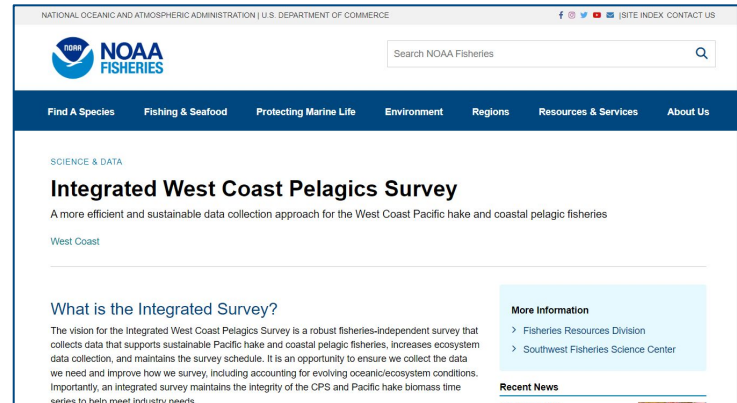 NATIONAL OCEANIC AND ATMOSPHERIC ADMINISTRATION | U.S. DEPARTMENT OF COMMERCE
|SITE INDEX CONTACT US
NOAA
NOAA
FISHERIES
Search NOAA Fisheries
Find A Species Fishing & Seafood Protecting Marine Life Environment Regions Resources & Services About Us
SCIENCE & DATA
Integrated West Coast Pelagics Survey
A more efficient and sustainable data collection approach for the West Coast Pacific hake and coastal pelagic fisheries
West Coast
What is the Integrated Survey?
The vision for the Integrated West Coast Pelagics Survey is a robust fisheries-independent survey that
collects data that supports sustainable Pacific hake and coastal pelagic fisheries, increases ecosystem
data collection, and maintains the survey schedule. It is an opportunity to ensure we collect the data
we need and improve how we survey, including accounting for evolving oceanic/ecosystem conditions.
Importantly, an integrated survey maintains the integrity of the CPS and Pacific hake biomass time
series to help meet industry needs.
More Information
> Fisheries Resources Division
> Southwest Fisheries Science Center
Recent News